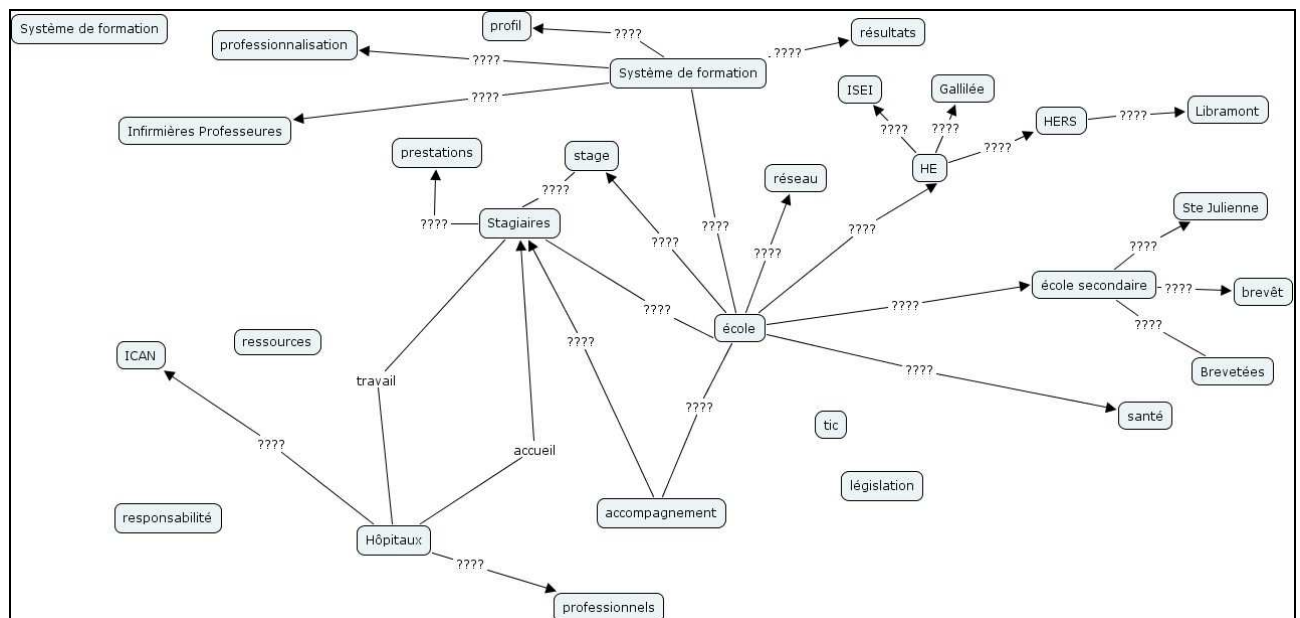 Système de formation
profil
résultats
professionnalisation
????
????
????
Système de formation
????
ISEI
Gallilée
HERS
????
Libramont
Infirmières Professeures
????
????
????
prestations
stage
HE
réseau
????
Ste Julienne
Stagiaires
????
????
????
????
????
????
école secondaire
????
brevêt
????
????
école
????
ressources
????
ICAN
????
Brevetées
travail
????
????
santé
tic
????
accueil
législation
responsabilité
accompagnement
Hôpitaux
????
professionnels